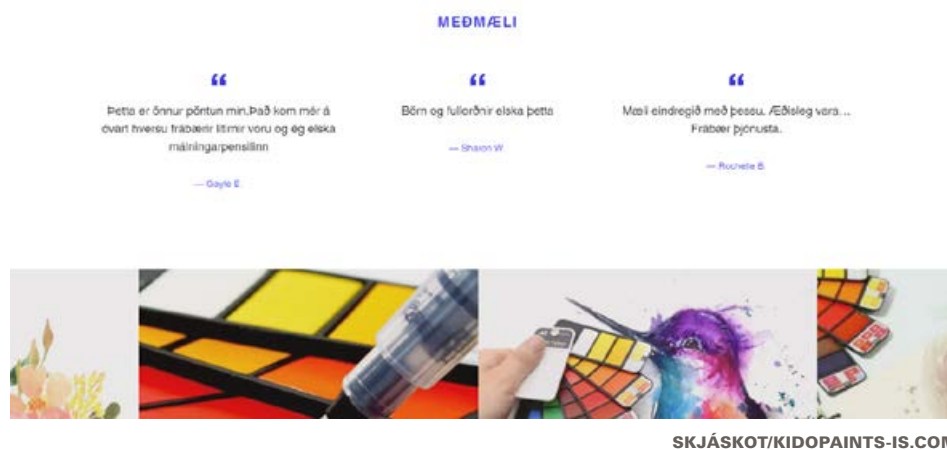 MEÐMÆLI
“
Þetta er önnur pöntun mín.Það kom mér á
óvart hversu frábærir litirnir voru og ég elska
málningarpensilinn
— Gayle E.
“
Börn og fullorðnir elska þetta
— Sharon W.
“
Mæli eindregið með þessu. Æðisleg vara...
Frábær þjónusta.
— Rochelle B.
SKJÁSKOT/KIDOPAINTS-IS.COM